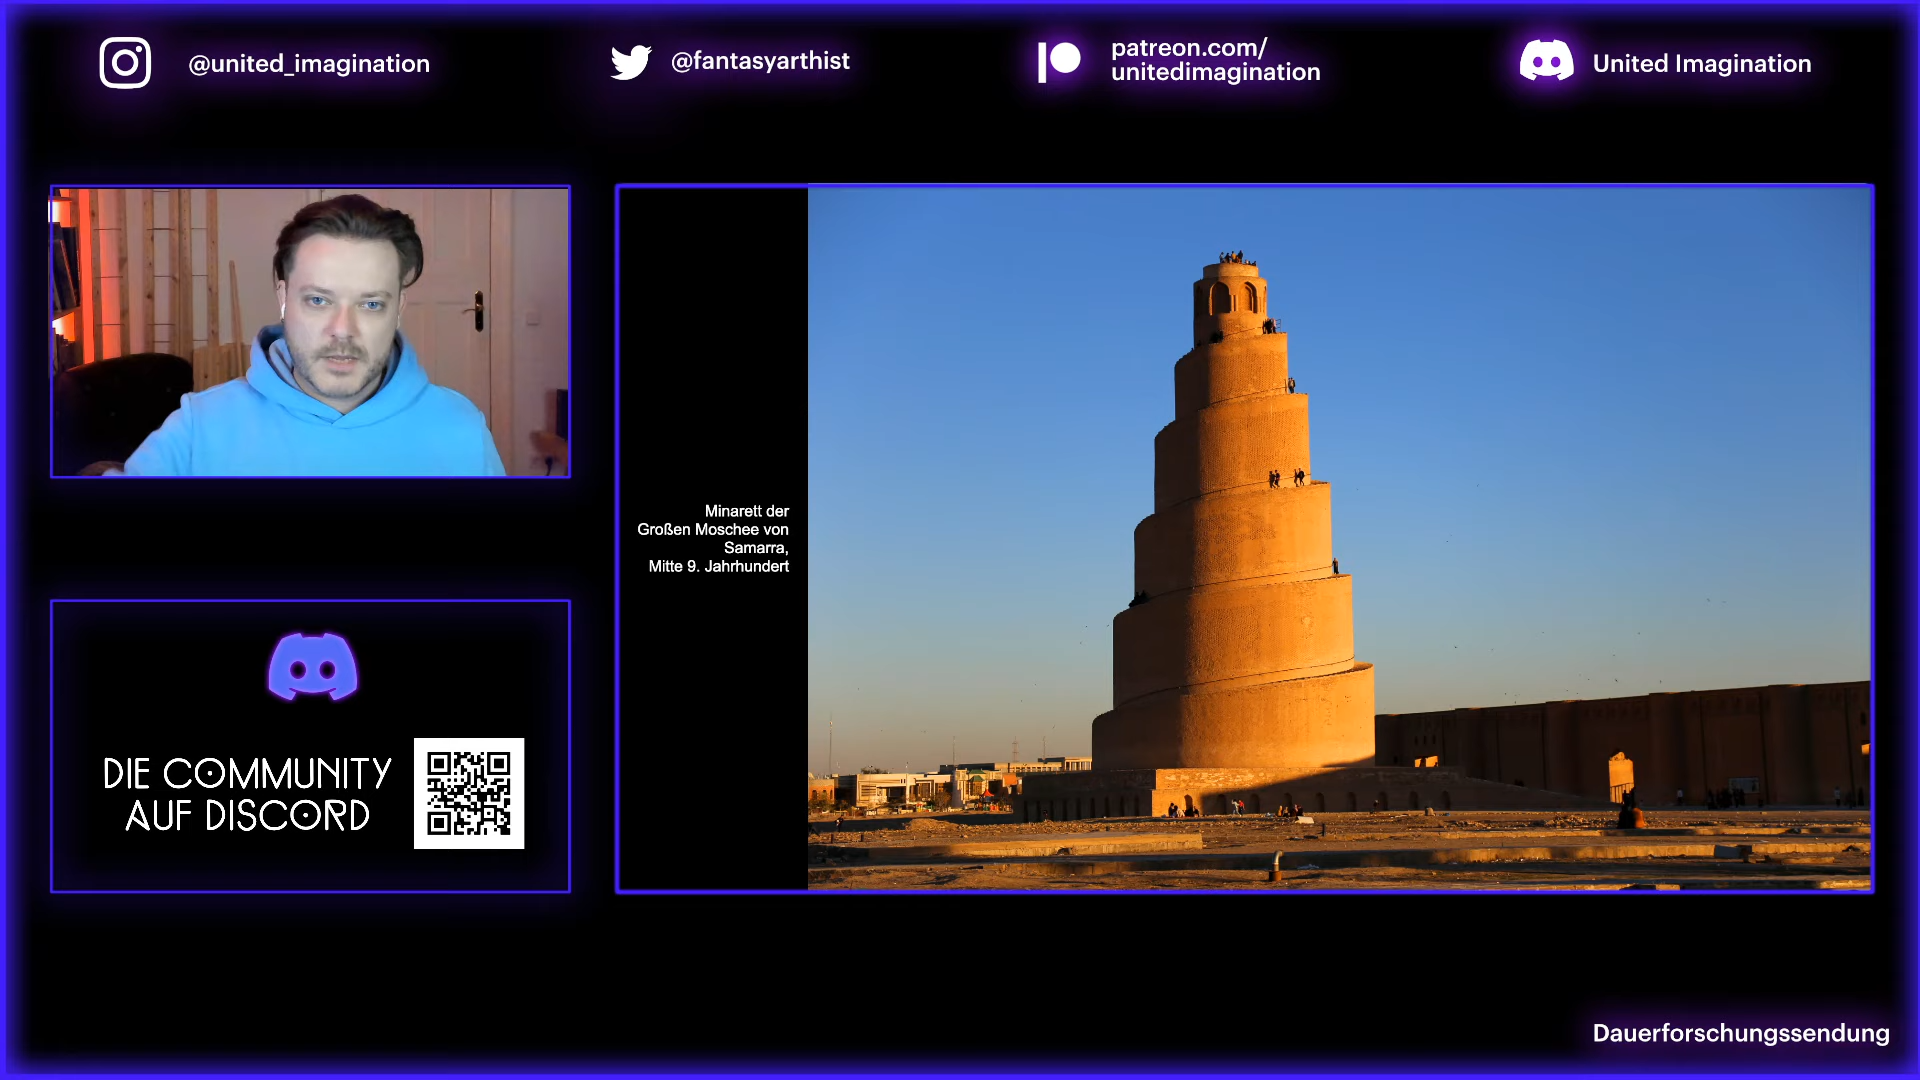 @united_imagination
@fantasyarthist
patreon.com/
unitedimagination
United Imagination
Minarett der
Großen Moschee von
Samarra,
Mitte 9. Jahrhundert
DIE COMMUNITY
AUF DISCORD
Dauerforschungssendung